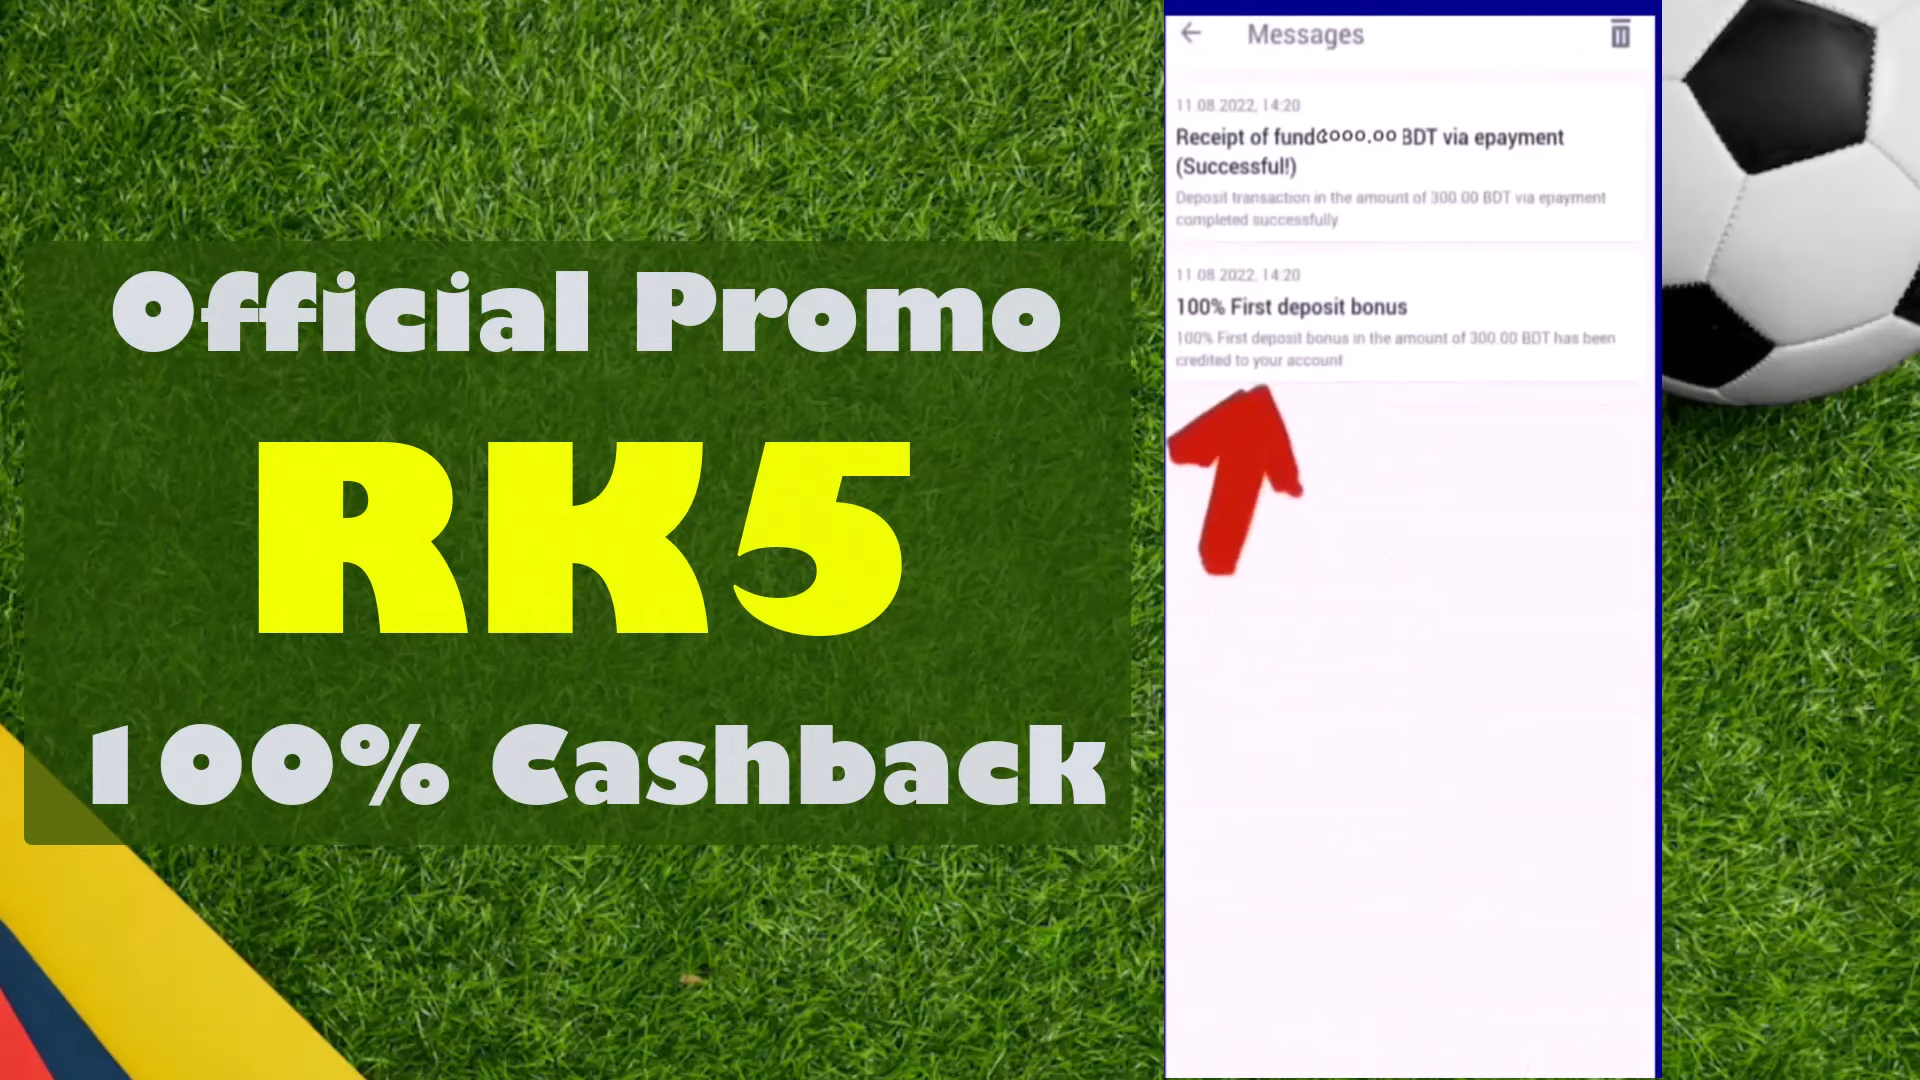 Official Promo
RK5
100% Cashback
Messages
11.08.2022, 14:20
Receipt of fund৫০০০.০০ BDT via epayment
(Successful!)
Deposit transaction in the amount of 300.00 BDT via epayment
completed successfully
11.08.2022, 14:20
100% First deposit bonus
100% First deposit bonus in the amount of 300.00 BDT has been
credited to your account